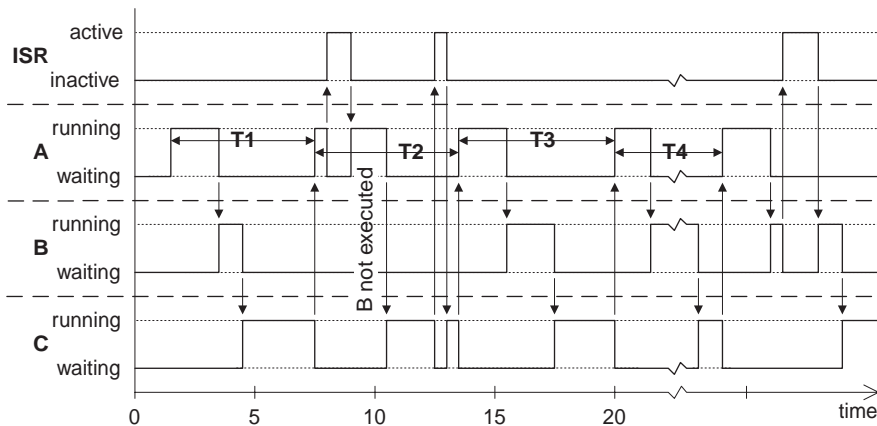 active
ISR
inactive
running
A
T1
T2
T3
T4
waiting
running
B
waiting
B not executed
running
C
waiting
0
5
10
15
20
time